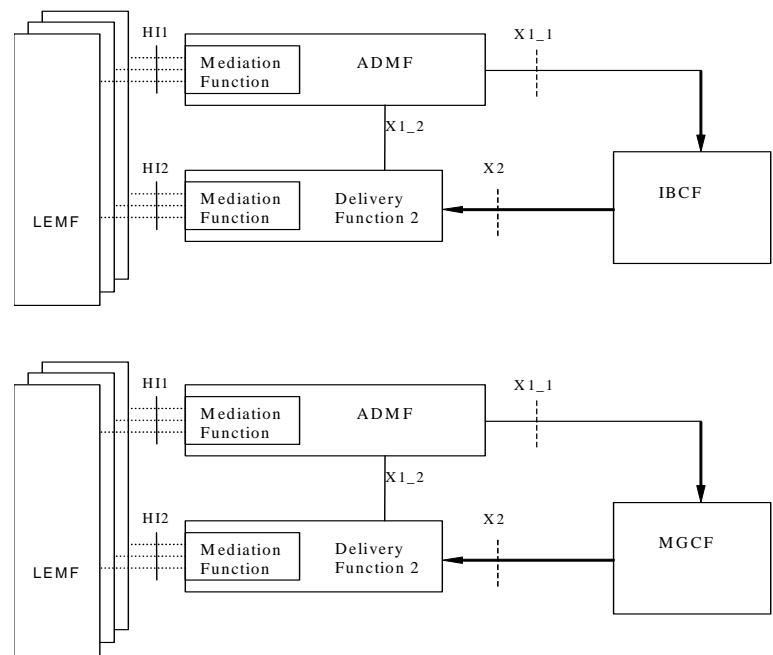 HI1
X1_1
Mediation
Function
ADMF
X1_2
HI2
X2
Mediation
Function
Delivery
Function 2
IBCF
LEMF
HI1
X1_1
Mediation
Function
ADMF
X1_2
HI2
X2
Mediation
Function
Delivery
Function 2
MGCF
LEMF